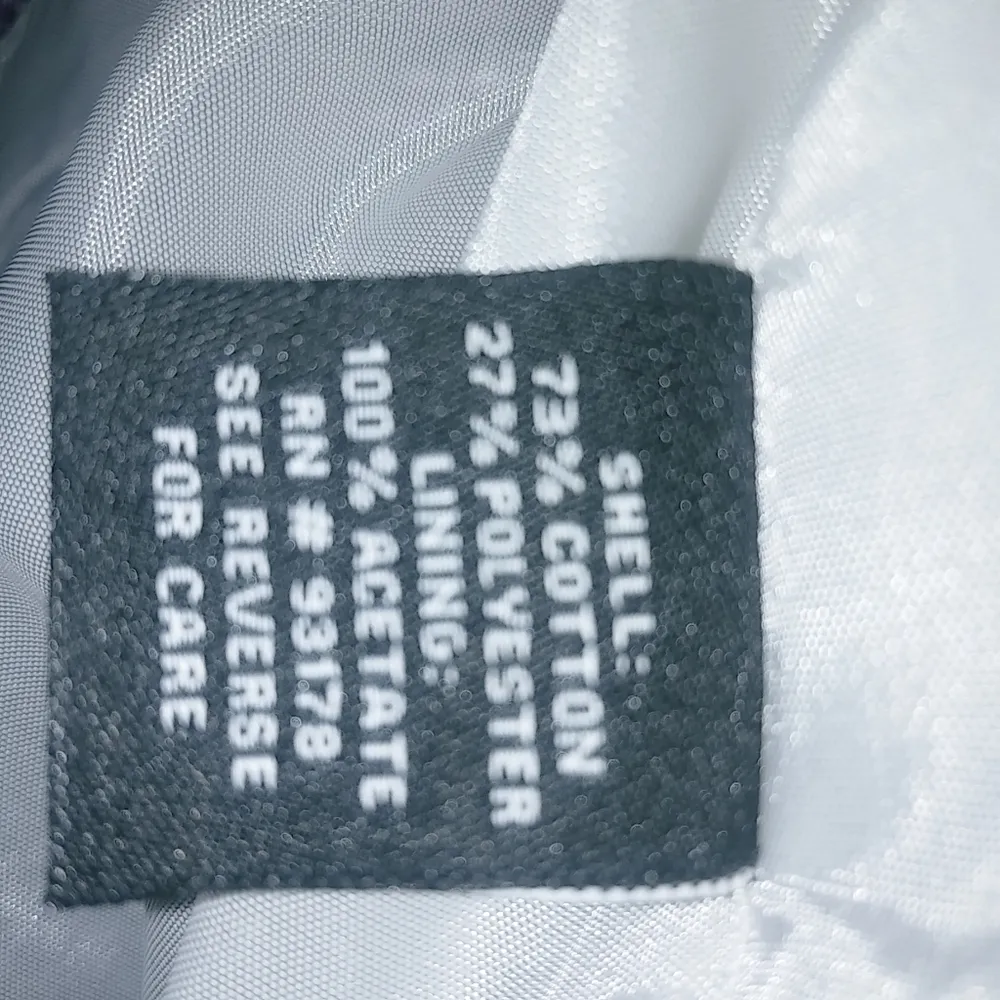 SHELL:
73% COTTON
27% POLYESTER
LINING:
100% ACETATE
RN # 93178
SEE REVERSE
FOR CARE